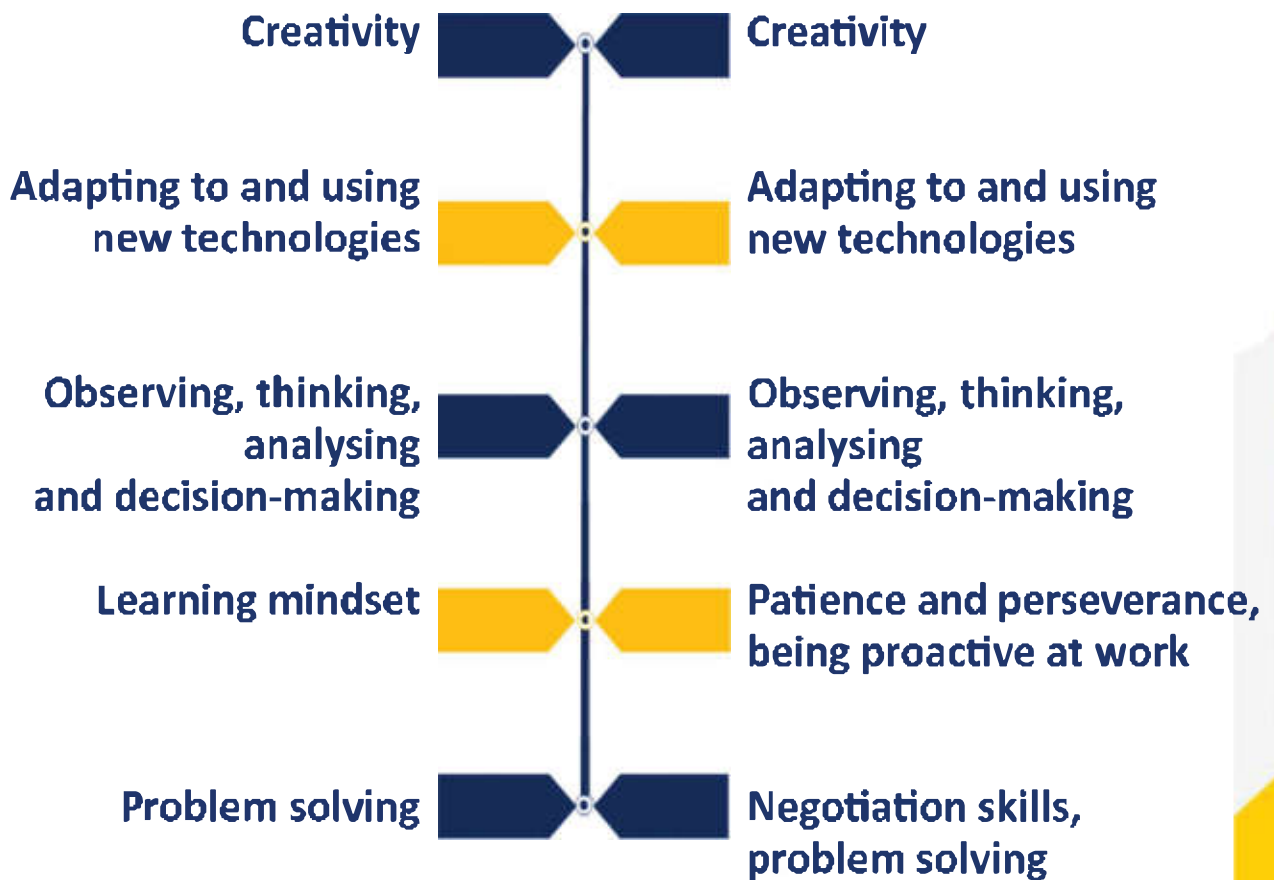 Creativity
Creativity
Adapting to and using
new technologies
Adapting to and using
new technologies
Observing, thinking,
analysing
and decision-making
Observing, thinking,
analysing
and decision-making
Learning mindset
Patience and perseverance,
being proactive at work
Problem solving
Negotiation skills,
problem solving